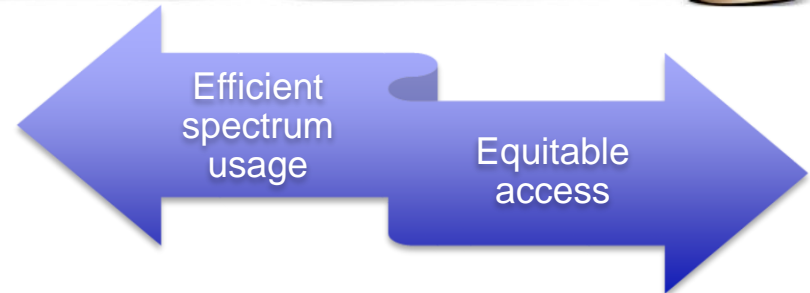 Efficient
spectrum
usage
Equitable
access